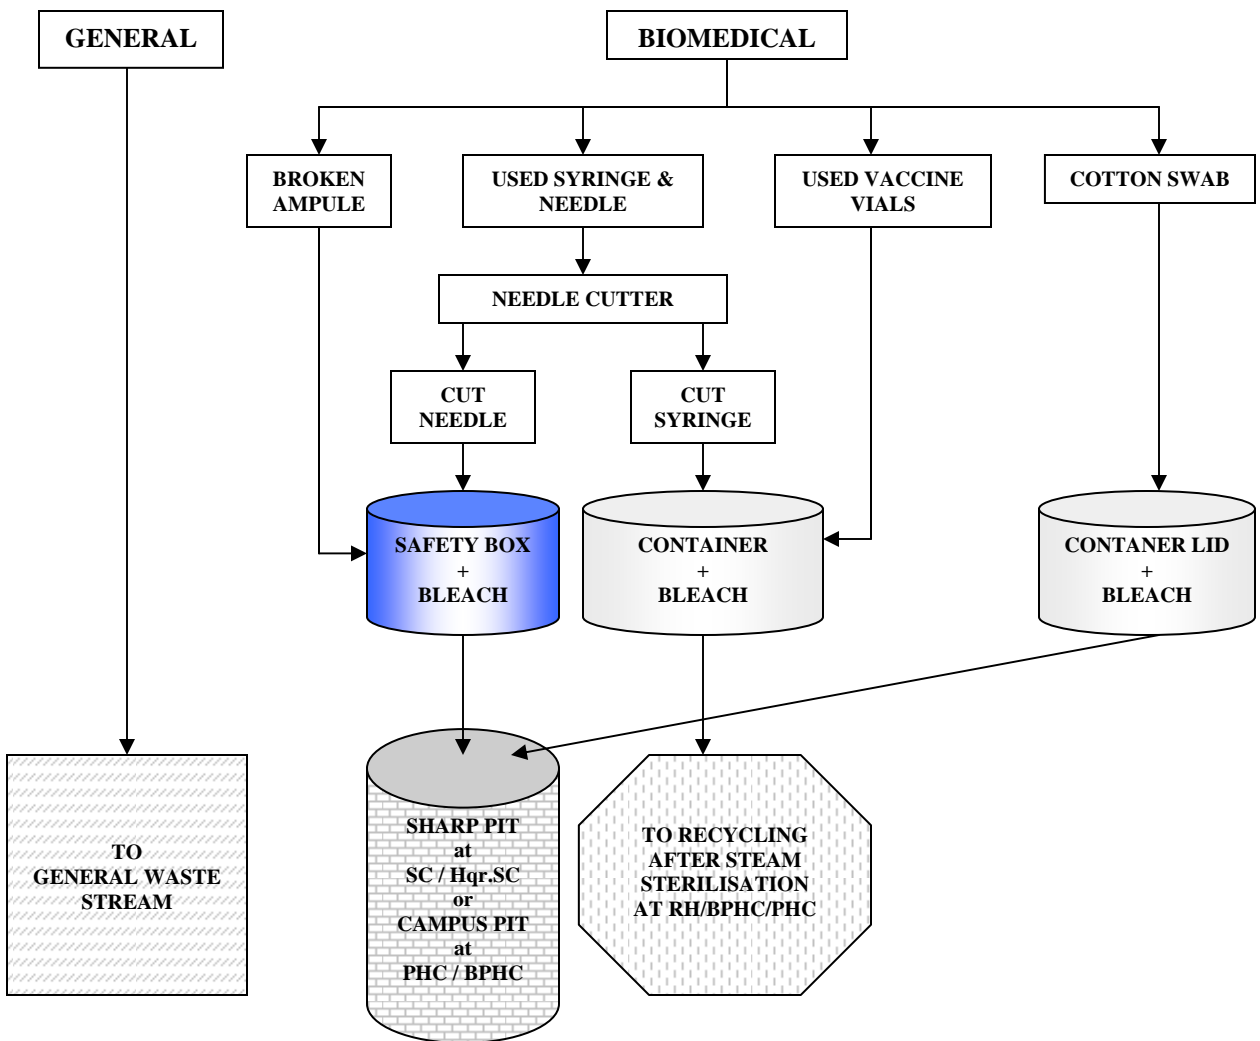 GENERAL
BIOMEDICAL
BROKEN
AMPULE
USED SYRINGE &
NEEDLE
USED VACCINE
VIALS
COTTON SWAB
NEEDLE CUTTER
CUT
NEEDLE
CUT
SYRINGE
SAFETY BOX
+
BLEACH
CONTAINER
+
BLEACH
CONTANER LID
+
BLEACH
TO
GENERAL WASTE
STREAM
SHARP PIT
at
SC / Hqr.SC
or
CAMPUS PIT
at
PHC / BPHC
TO RECYCLING
AFTER STEAM
STERILISATION
AT RH/BPHC/PHC